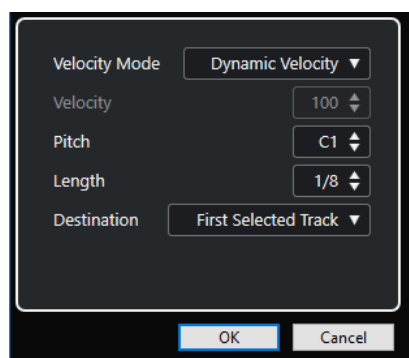 Velocity Mode Dynamic Velocity ▼
Velocity 100
Pitch C1
Length 1/8
Destination First Selected Track ▼
OK Cancel